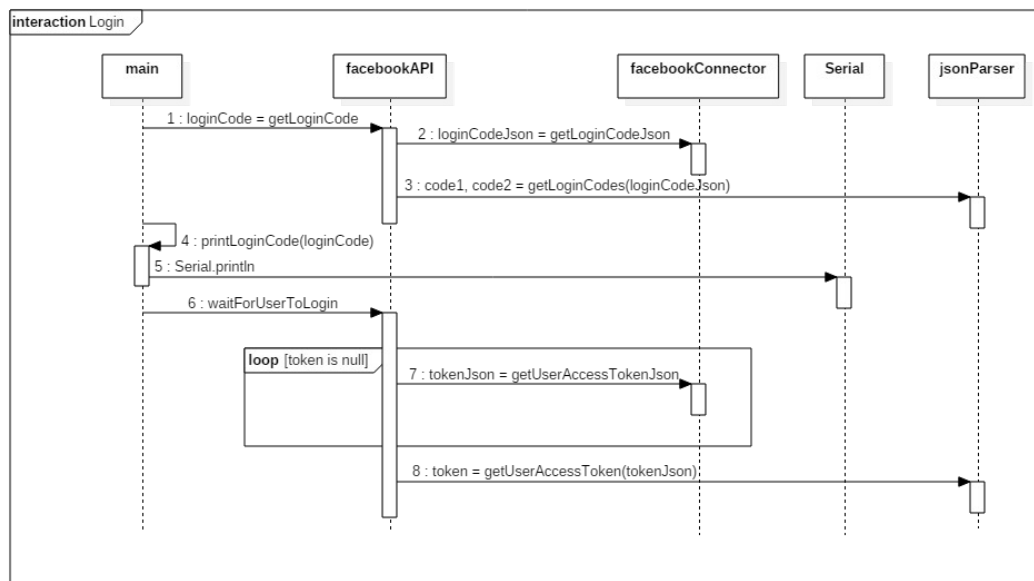 interaction Login
main
facebookAPI
facebookConnector
Serial
jsonParser
1 : loginCode = getLoginCode
2 : loginCodeJson = getLoginCodeJson
3 : code1, code2 = getLoginCodes(loginCodeJson)
4 : printLoginCode(loginCode)
5 : Serial.println
6 : waitForUserToLogin
loop [token is null]
7 : tokenJson = getUserAccessTokenJson
8 : token = getUserAccessToken(tokenJson)